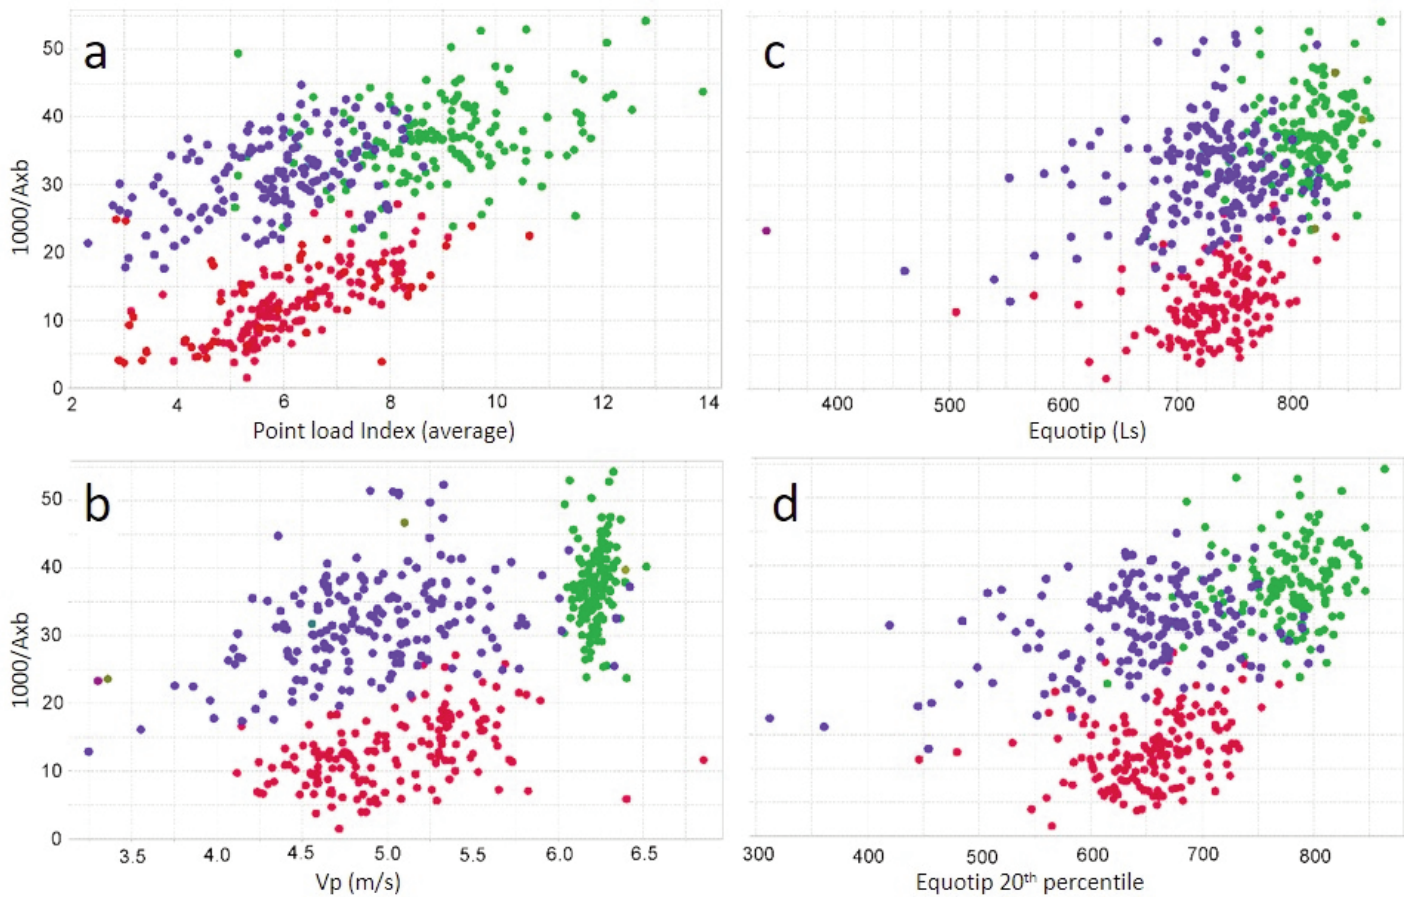 a
50
40
30
20
10
0
1000/Axb
2 4 6 8 10 12 14
Point load Index (average)
c
400 500 600 700 800
Equotip (Ls)
b
50
40
30
20
10
0
1000/Axb
3.5 4.0 4.5 5.0 5.5 6.0 6.5
Vp (m/s)
d
300 400 500 600 700 800
Equotip 20th percentile